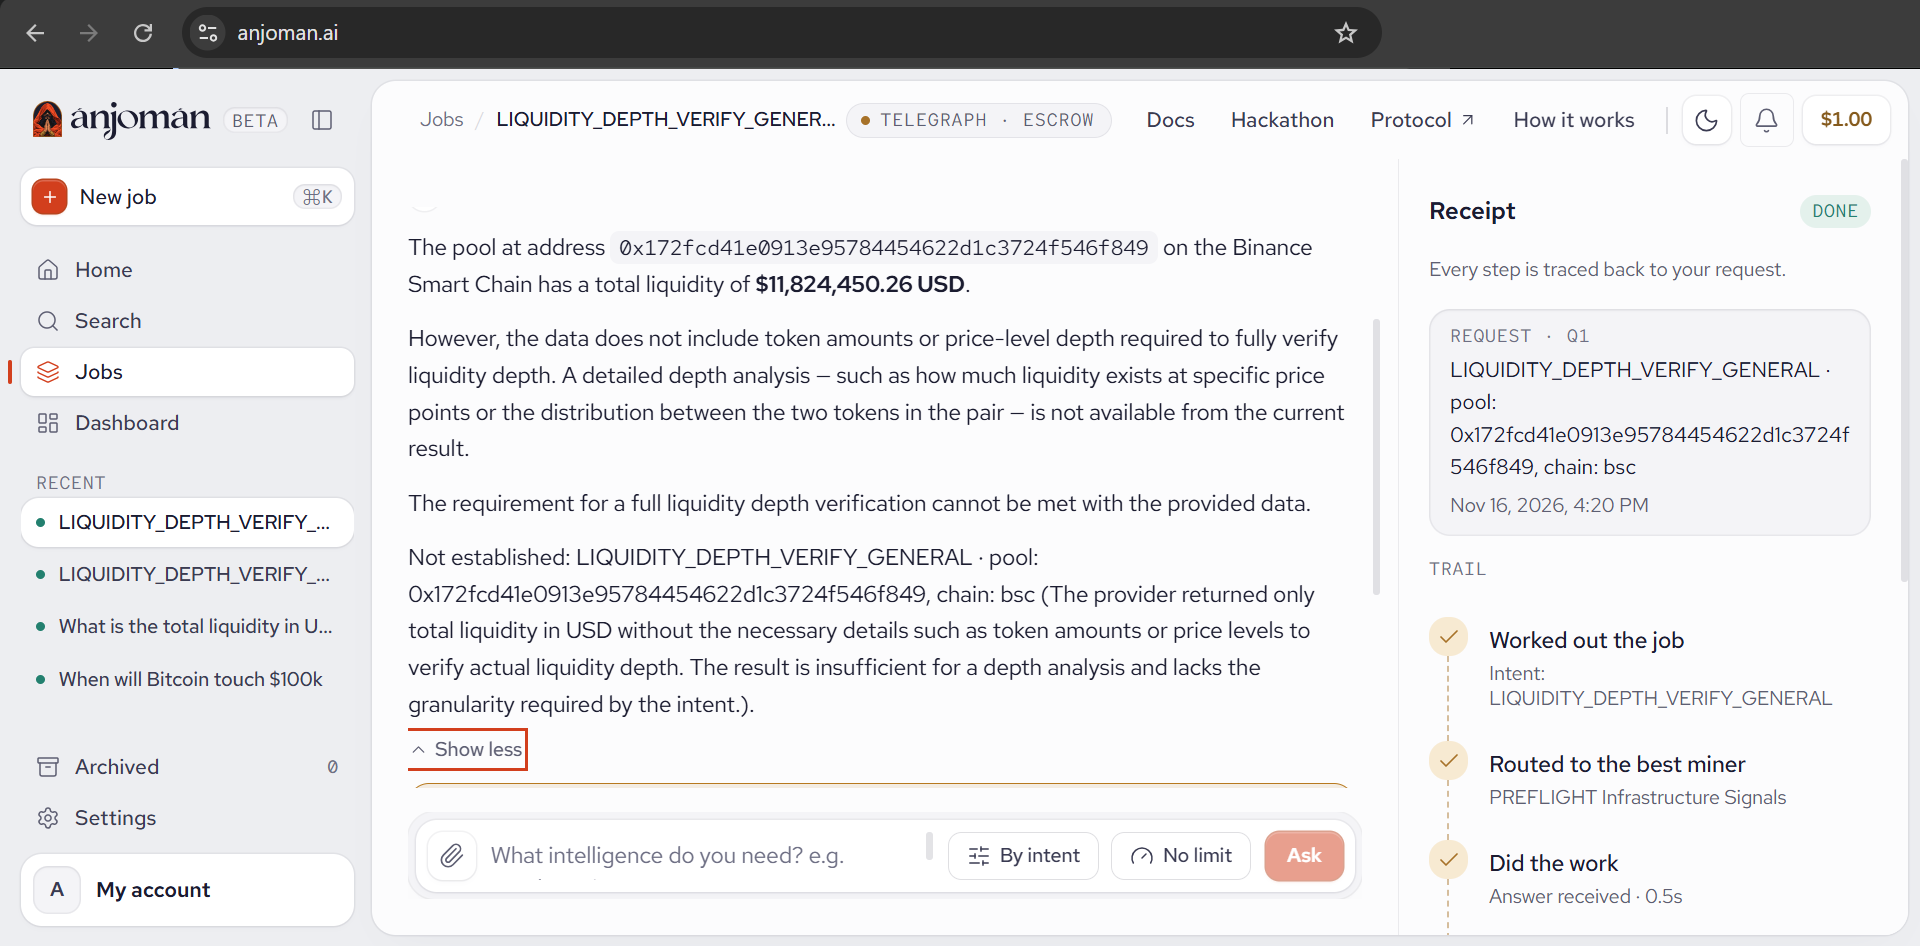 anjoman.ai
ánjomán BETA
New job ⌘K
Home
Search
Jobs
Dashboard
RECENT
LIQUIDITY_DEPTH_VERIFY_...
LIQUIDITY_DEPTH_VERIFY_...
What is the total liquidity in U...
When will Bitcoin touch $100k
Archived 0
Settings
A My account
Jobs / LIQUIDITY_DEPTH_VERIFY_GENER... TELEGRAPH · ESCROW Docs Hackathon Protocol ↗ How it works $1.00
The pool at address 0x172fcd41e0913e95784454622d1c3724f546f849 on the Binance
Smart Chain has a total liquidity of $11,824,450.26 USD.
However, the data does not include token amounts or price-level depth required to fully verify
liquidity depth. A detailed depth analysis — such as how much liquidity exists at specific price
points or the distribution between the two tokens in the pair — is not available from the current
result.
The requirement for a full liquidity depth verification cannot be met with the provided data.
Not established: LIQUIDITY_DEPTH_VERIFY_GENERAL · pool:
0x172fcd41e0913e95784454622d1c3724f546f849, chain: bsc (The provider returned only
total liquidity in USD without the necessary details such as token amounts or price levels to
verify actual liquidity depth. The result is insufficient for a depth analysis and lacks the
granularity required by the intent.).
Show less
What intelligence do you need? e.g.
By intent
No limit
Ask
Receipt DONE
Every step is traced back to your request.
REQUEST · Q1
LIQUIDITY_DEPTH_VERIFY_GENERAL ·
pool:
0x172fcd41e0913e95784454622d1c3724f
546f849, chain: bsc
Nov 16, 2026, 4:20 PM
TRAIL
Worked out the job
Intent:
LIQUIDITY_DEPTH_VERIFY_GENERAL
Routed to the best miner
PREFLIGHT Infrastructure Signals
Did the work
Answer received · 0.5s